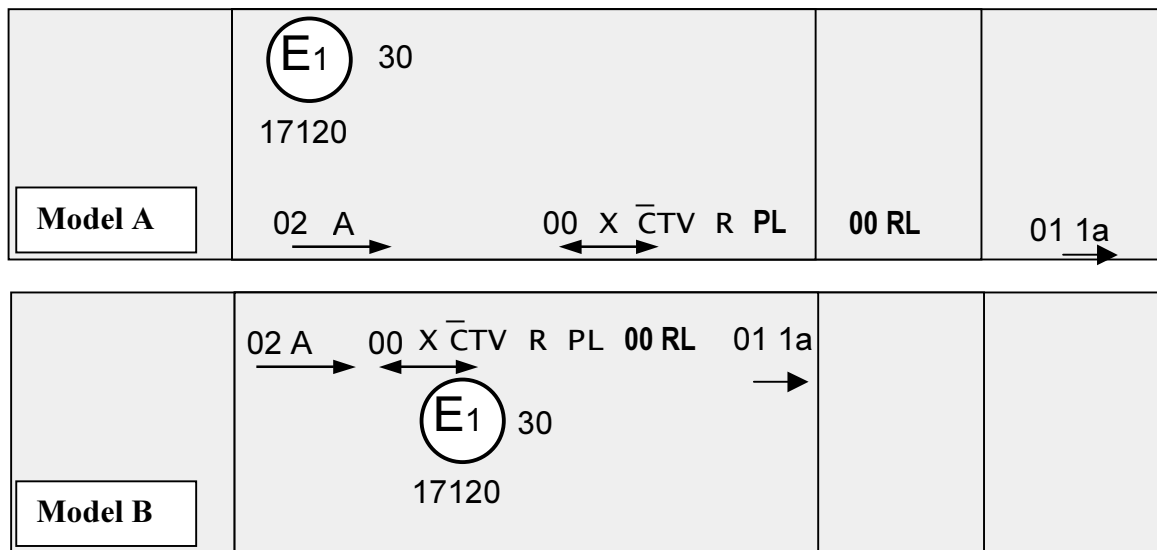 E1 30
17120
Model A
02 A 00 X C̅TV R PL 00 RL 01 1a
02 A 00 X C̅TV R PL 00 RL 01 1a
E1 30
17120
Model B